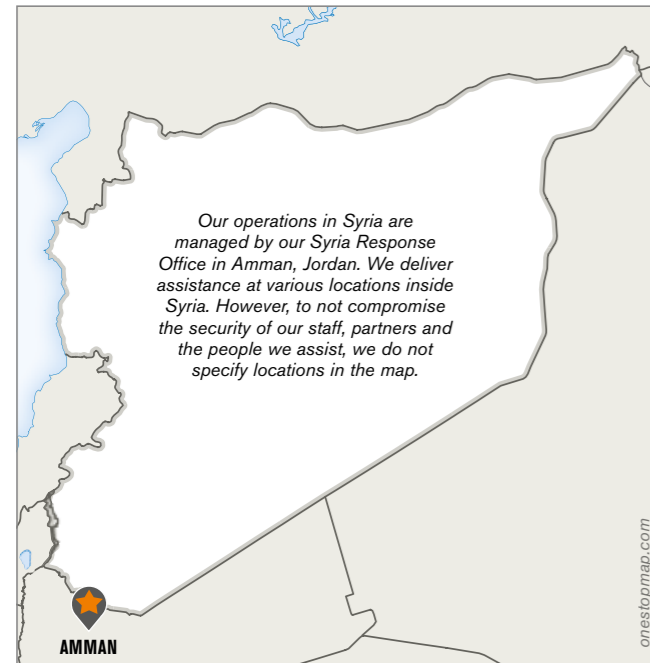 Our operations in Syria are
managed by our Syria Response
Office in Amman, Jordan. We deliver
assistance at various locations inside
Syria. However, to not compromise
the security of our staff, partners and
the people we assist, we do not
specify locations in the map.
onestopmap.com
AMMAN